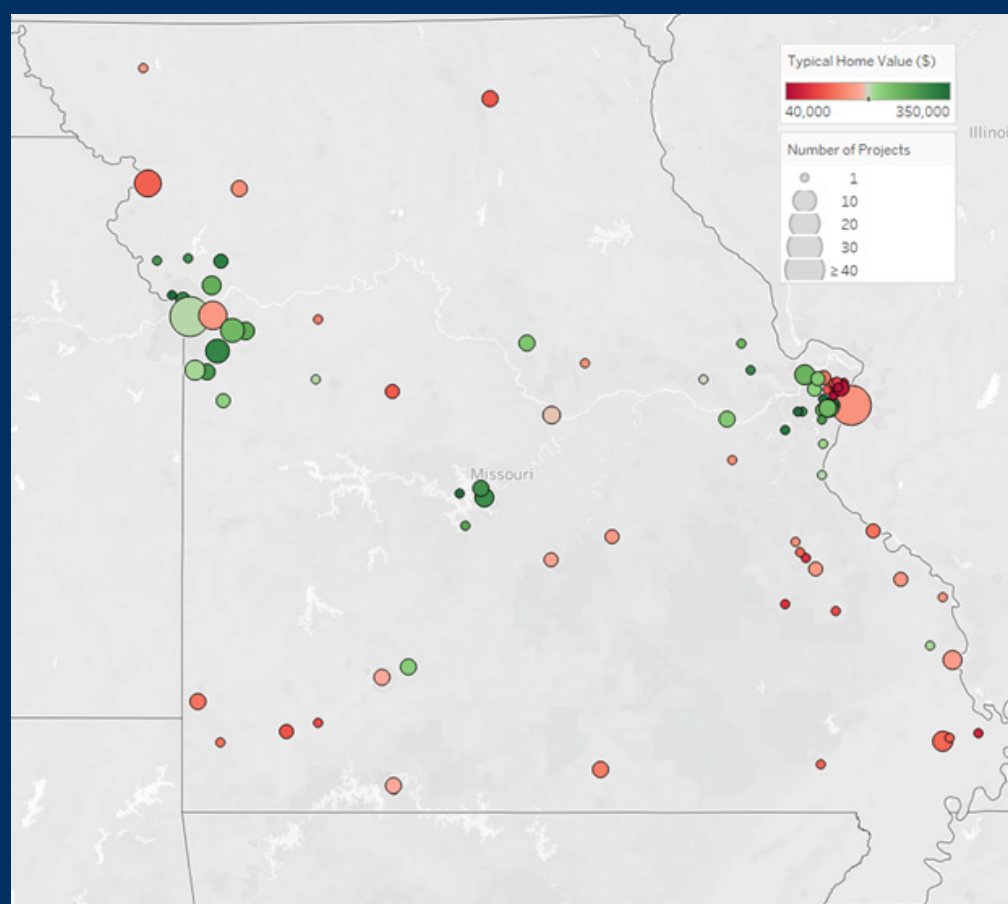 Typical Home Value ($)
40,000 350,000
Illinoi
Number of Projects
1
10
20
30
≥ 40
Missouri